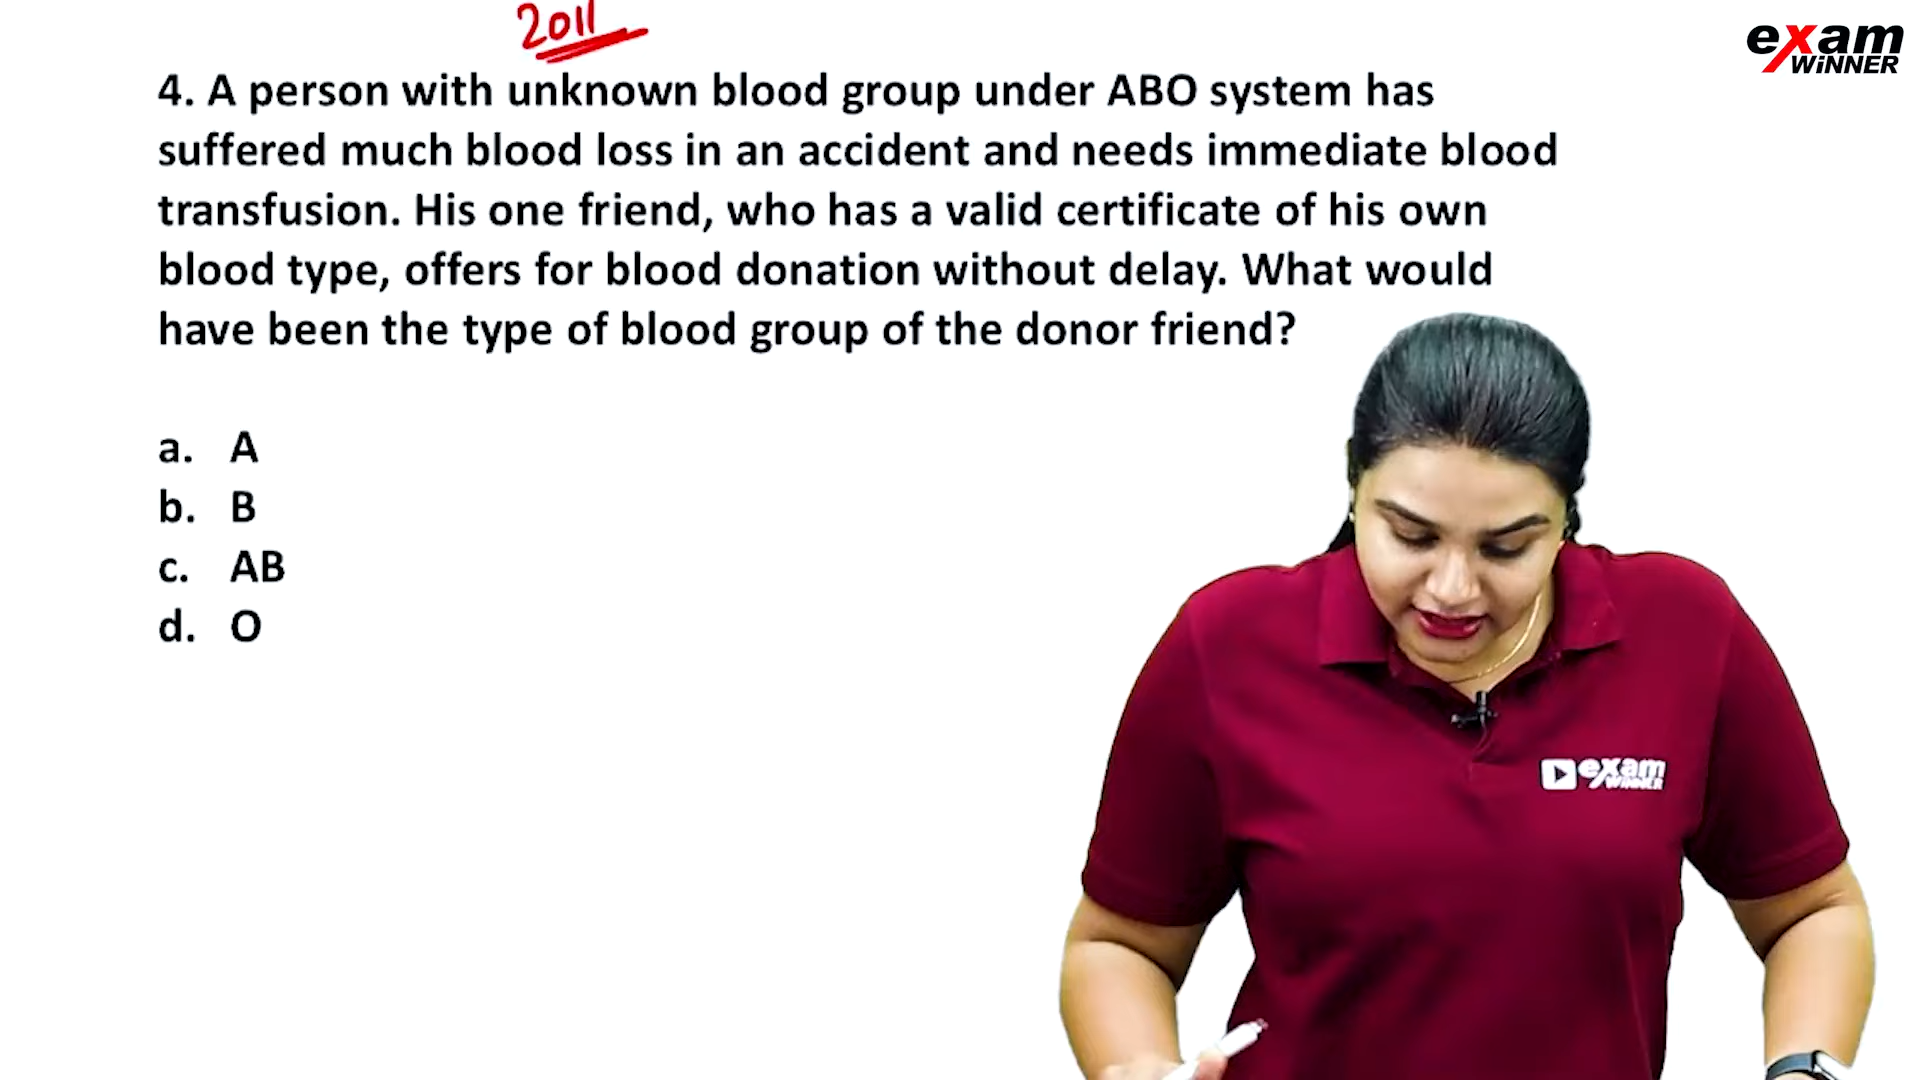 2011
exam
WiNNER
4. A person with unknown blood group under ABO system has
suffered much blood loss in an accident and needs immediate blood
transfusion. His one friend, who has a valid certificate of his own
blood type, offers for blood donation without delay. What would
have been the type of blood group of the donor friend?
a. A
b. B
c. AB
d. O
exam
WiNNER